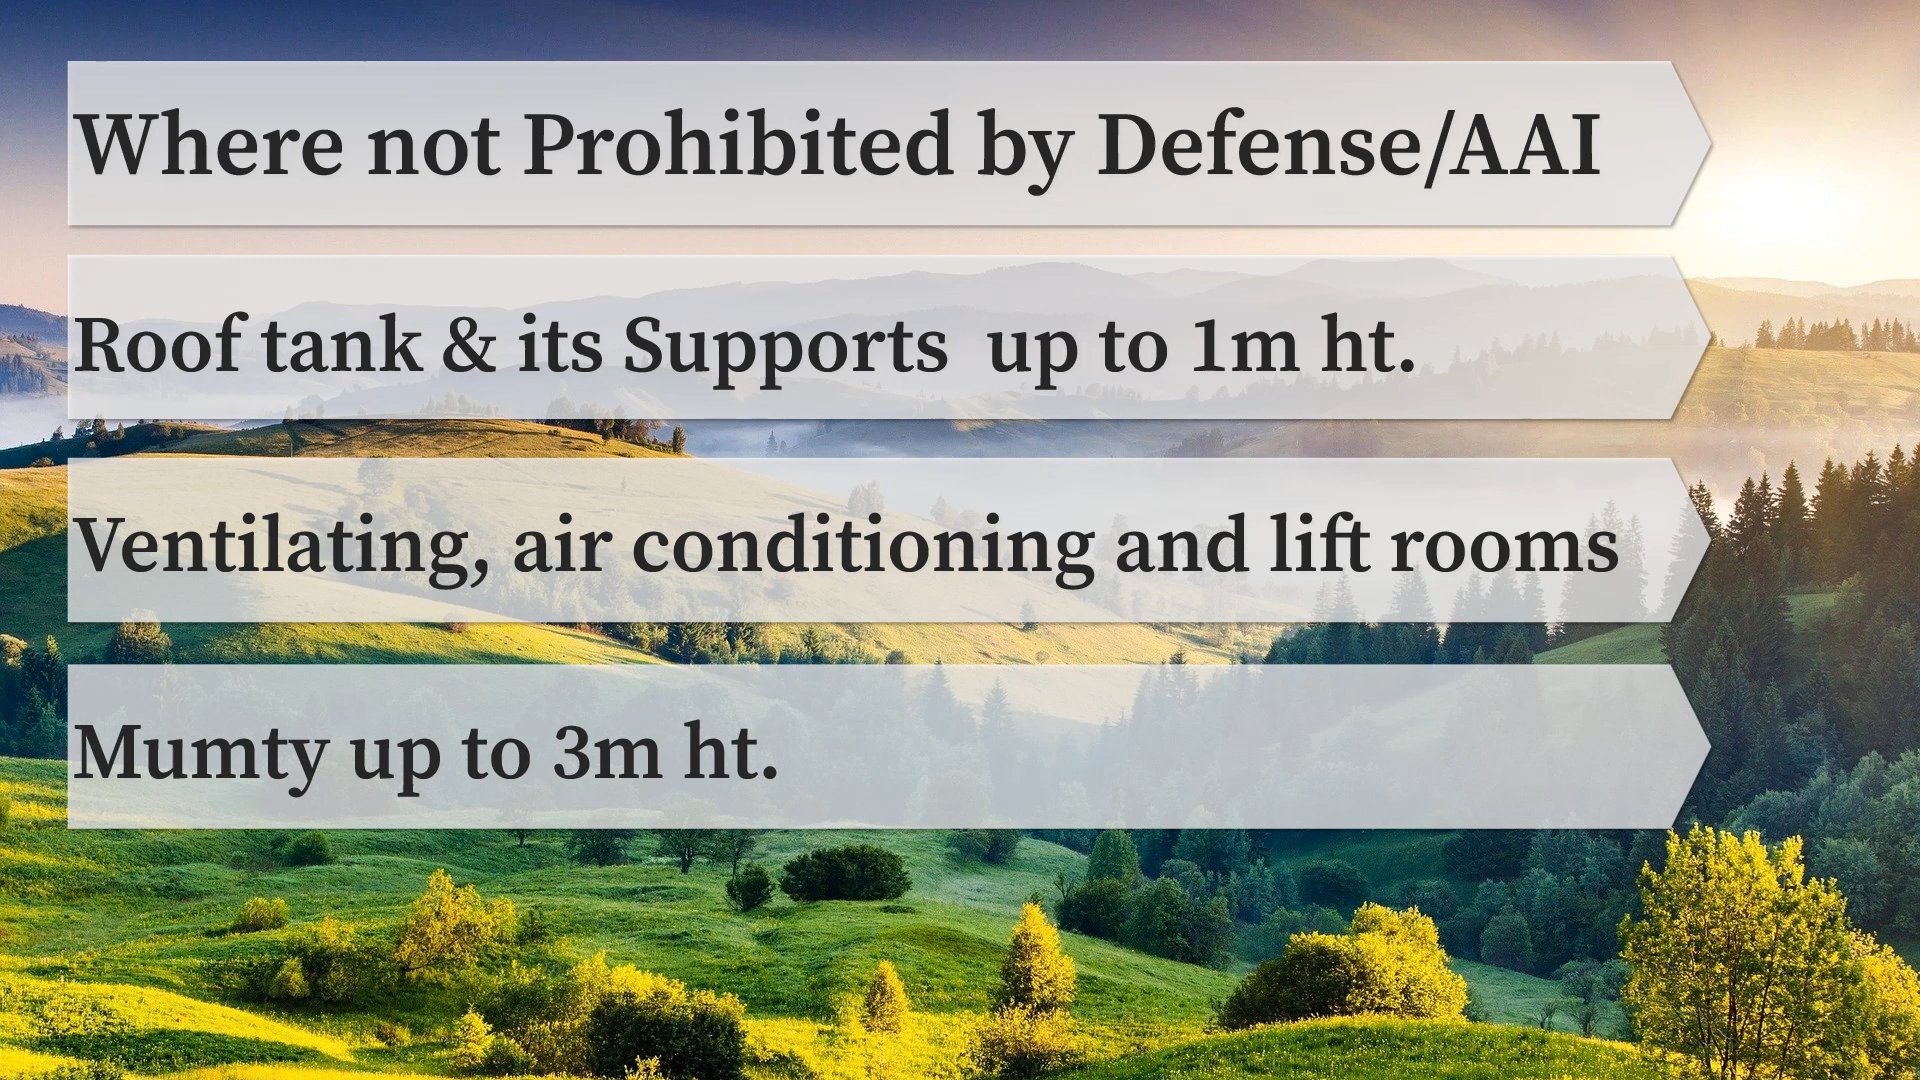 Where not Prohibited by Defense/AAI
Roof tank & its Supports  up to 1m ht.
Ventilating, air conditioning and lift rooms
Mumty up to 3m ht.